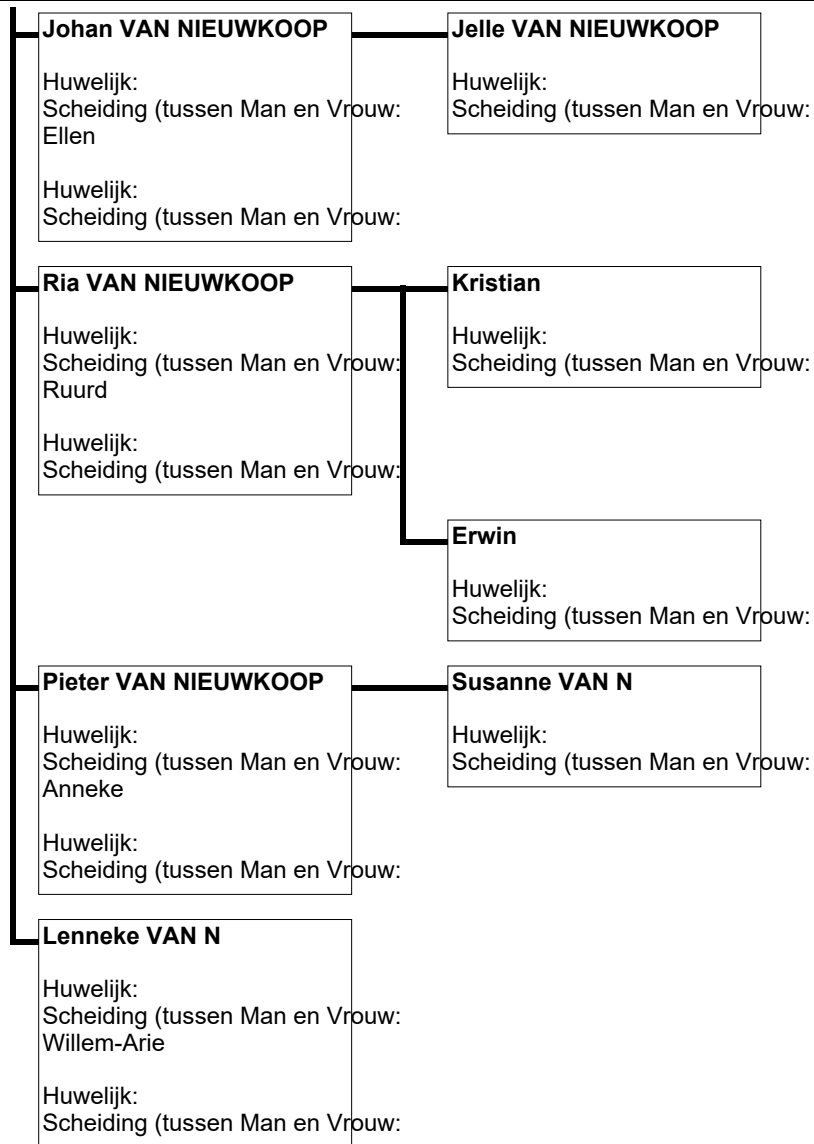 Johan VAN NIEUWKOOP
Huwelijk:
Scheiding (tussen Man en Vrouw:
Ellen
Huwelijk:
Scheiding (tussen Man en Vrouw:
Jelle VAN NIEUWKOOP
Huwelijk:
Scheiding (tussen Man en Vrouw:
Ria VAN NIEUWKOOP
Huwelijk:
Scheiding (tussen Man en Vrouw:
Ruurd
Huwelijk:
Scheiding (tussen Man en Vrouw:
Kristian
Huwelijk:
Scheiding (tussen Man en Vrouw:
Erwin
Huwelijk:
Scheiding (tussen Man en Vrouw:
Pieter VAN NIEUWKOOP
Huwelijk:
Scheiding (tussen Man en Vrouw:
Anneke
Huwelijk:
Scheiding (tussen Man en Vrouw:
Susanne VAN N
Huwelijk:
Scheiding (tussen Man en Vrouw:
Lenneke VAN N
Huwelijk:
Scheiding (tussen Man en Vrouw:
Willem-Arie
Huwelijk:
Scheiding (tussen Man en Vrouw: